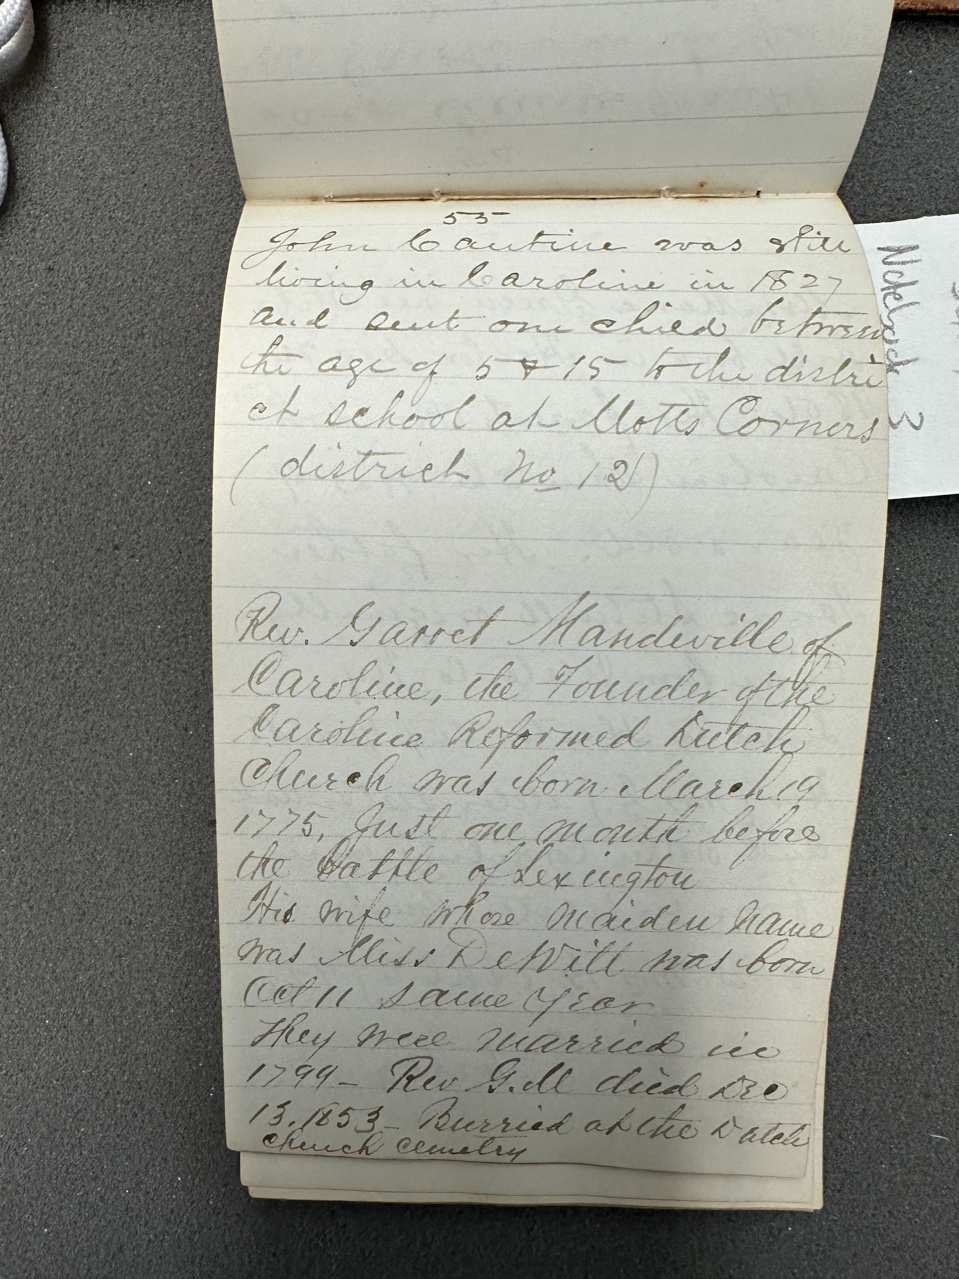 55
John Cantine was still
living in Caroline in 1827
and sent one child between
the age of 5 & 15 to the distri
ct school at Motts Corners
(district No 12)
Rev. Garret Mandeville of
Caroline, the Founder of the
Caroline Reformed Dutch
Church was born March 19
1775, Just one month before
the battle of Lexington
His wife whose maiden name
was Miss DeWitt was born
Oct 11 same year
They were married in
1799 - Rev G.M died Dec
13, 1853 - Burried at the Dutch
church cemetry
Notebook 3